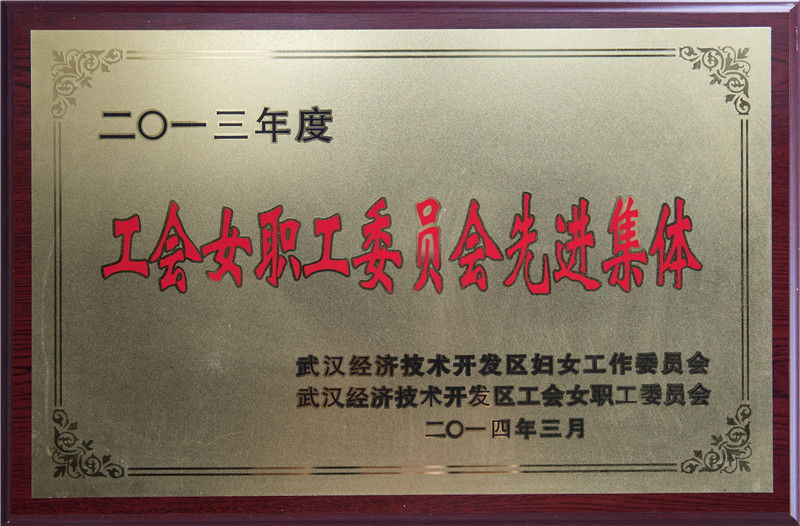 二〇一三年度
工会女职工委员会先进集体
武汉经济技术开发区妇女工作委员会
武汉经济技术开发区工会女职工委员会
二〇一四年三月